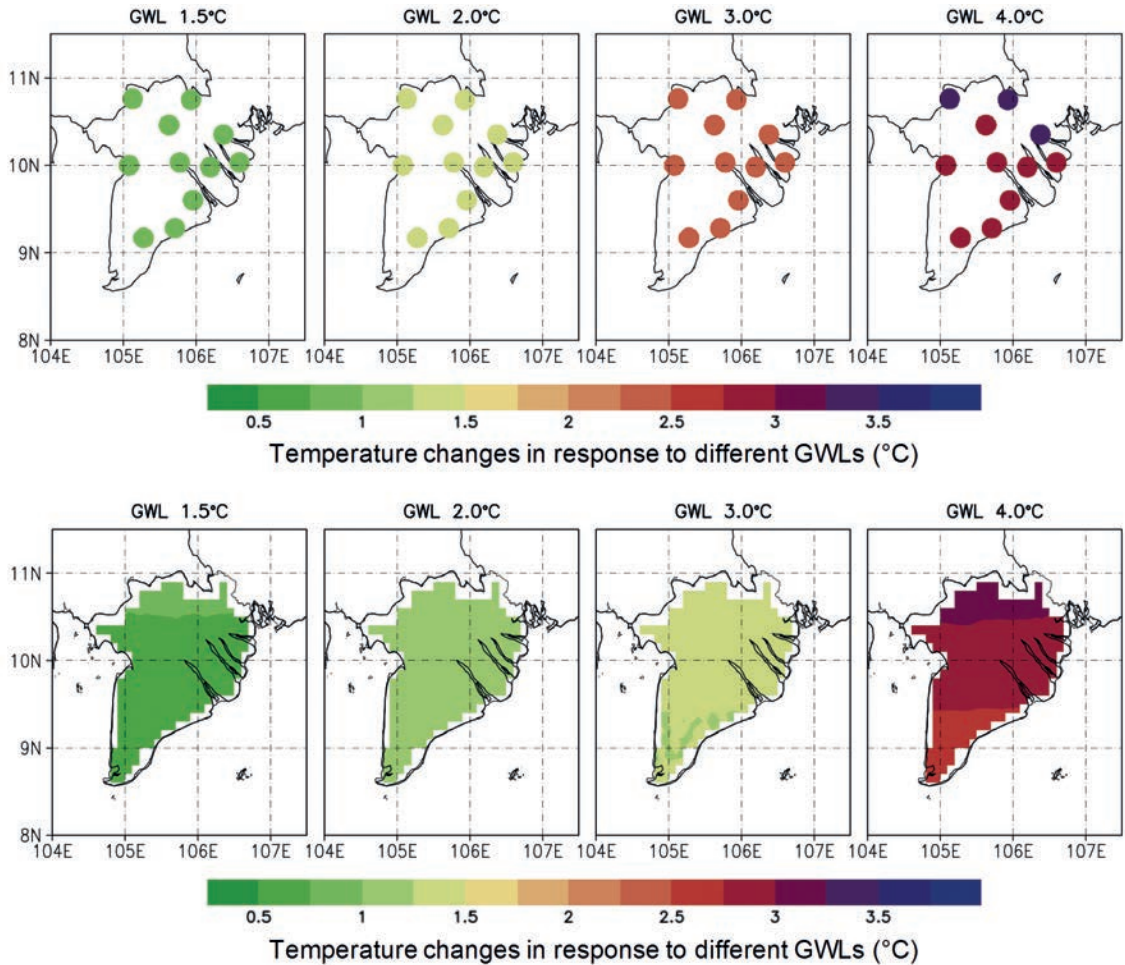 GWL 1.5°C GWL 2.0°C GWL 3.0°C GWL 4.0°C
11N
10N
9N
8N
104E 105E 106E 107E 104E 105E 106E 107E 104E 105E 106E 107E 104E 105E 106E 107E
0.5 1 1.5 2 2.5 3 3.5
Temperature changes in response to different GWLs (°C)
GWL 1.5°C GWL 2.0°C GWL 3.0°C GWL 4.0°C
11N
10N
9N
8N
104E 105E 106E 107E 104E 105E 106E 107E 104E 105E 106E 107E 104E 105E 106E 107E
0.5 1 1.5 2 2.5 3 3.5
Temperature changes in response to different GWLs (°C)